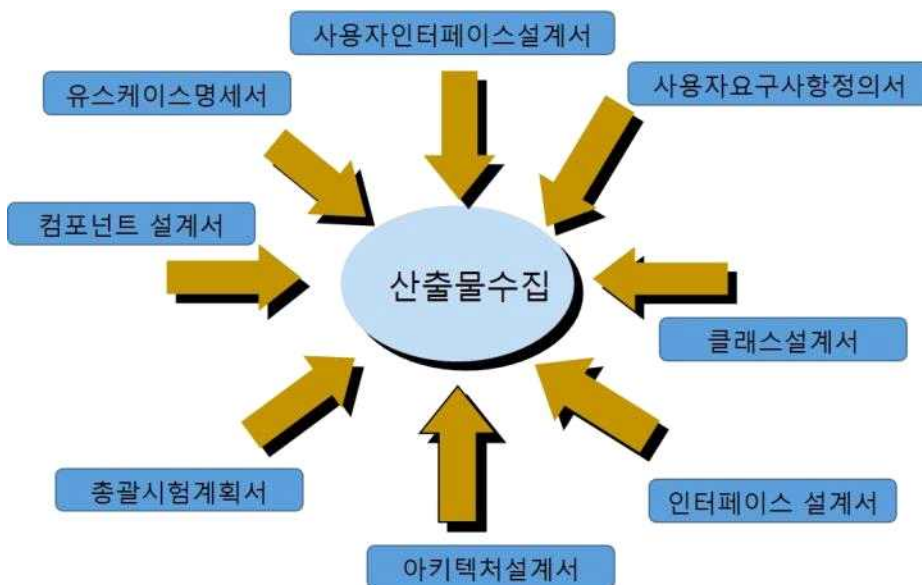 사용자인터페이스설계서
유스케이스명세서
사용자요구사항정의서
컴포넌트 설계서
산출물수집
클래스설계서
총괄시험계획서
인터페이스 설계서
아키텍처설계서